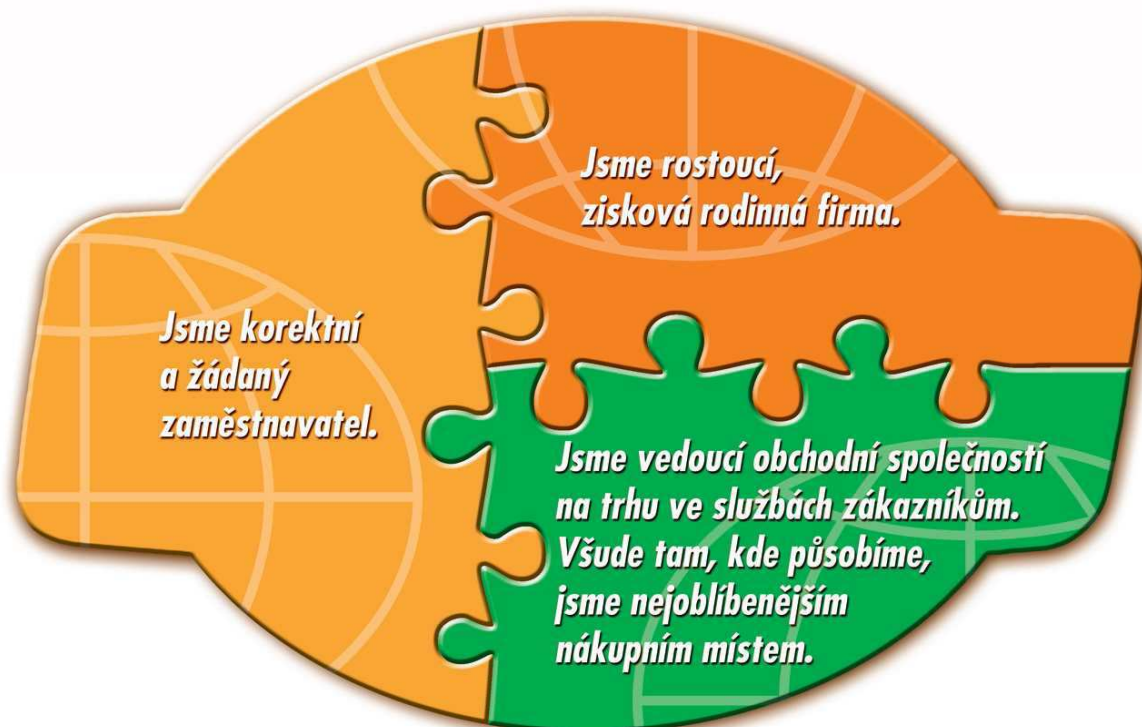 Jsme rostoucí,
zisková rodinná firma.
Jsme korektní
a žádaný
zaměstnavatel.
Jsme vedoucí obchodní společností
na trhu ve službách zákazníkům.
Všude tam, kde působíme,
jsme nejoblíbenějším
nákupním místem.